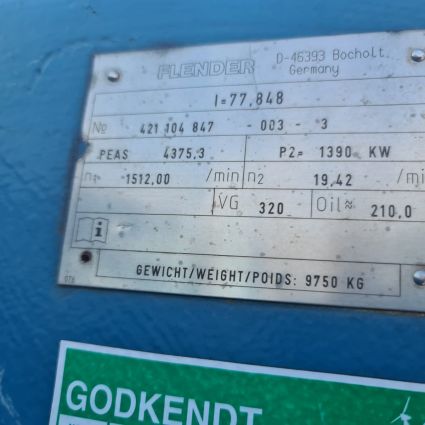 FLENDER D-46393 Bocholt
Germany
I=77,848
No 421 104 847 - 003 - 3
PEAS 4375.3 P2= 1390 KW
n1 1512,00 /min n2 19,42 /mi
VG 320 Oil≈ 210,0
i
GEWICHT/WEIGHT/POIDS: 9750 KG
GODKENDT